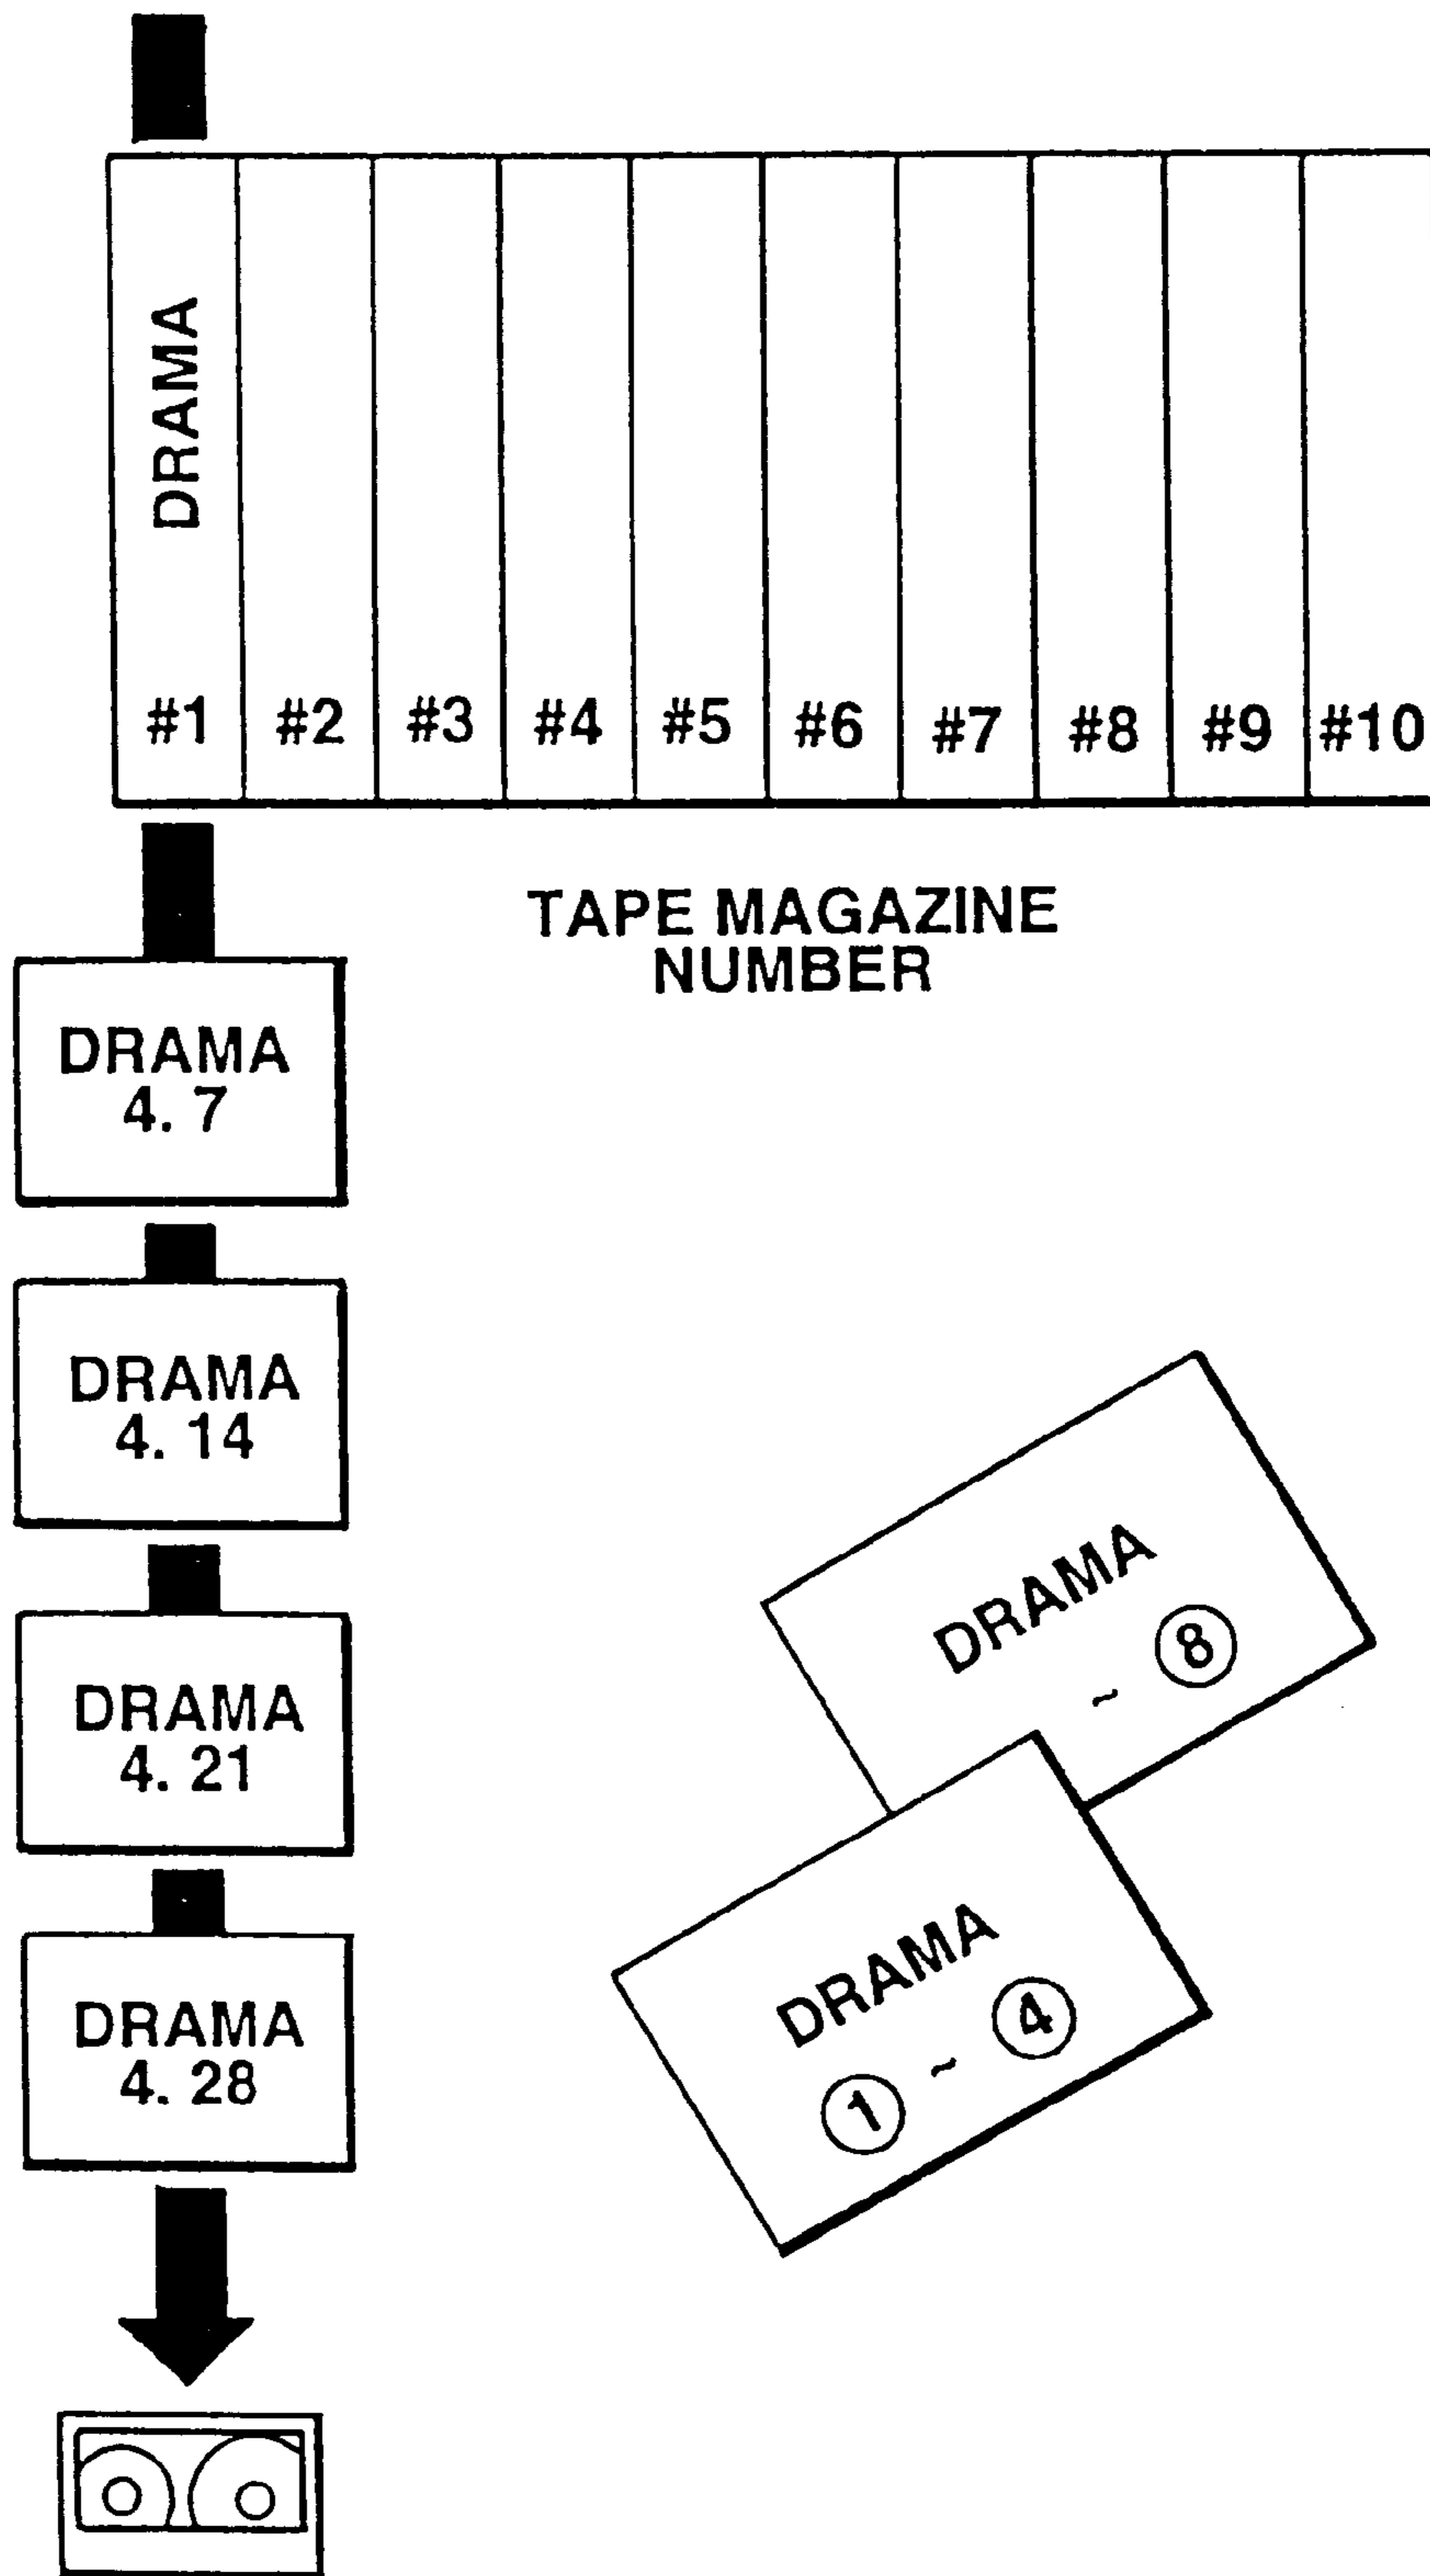 DRAMA
#1 #2 #3 #4 #5 #6 #7 #8 #9 #10
TAPE MAGAZINE
NUMBER
DRAMA
4. 7
DRAMA
4. 14
DRAMA
4. 21
DRAMA
4. 28
DRAMA
~ ⑧
DRAMA
① ~ ④